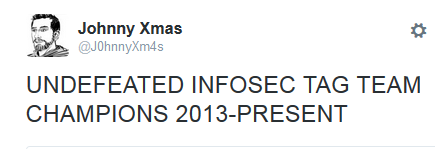 Johnny Xmas
@J0hnnyXm4s
UNDEFEATED INFOSEC TAG TEAM
CHAMPIONS 2013-PRESENT